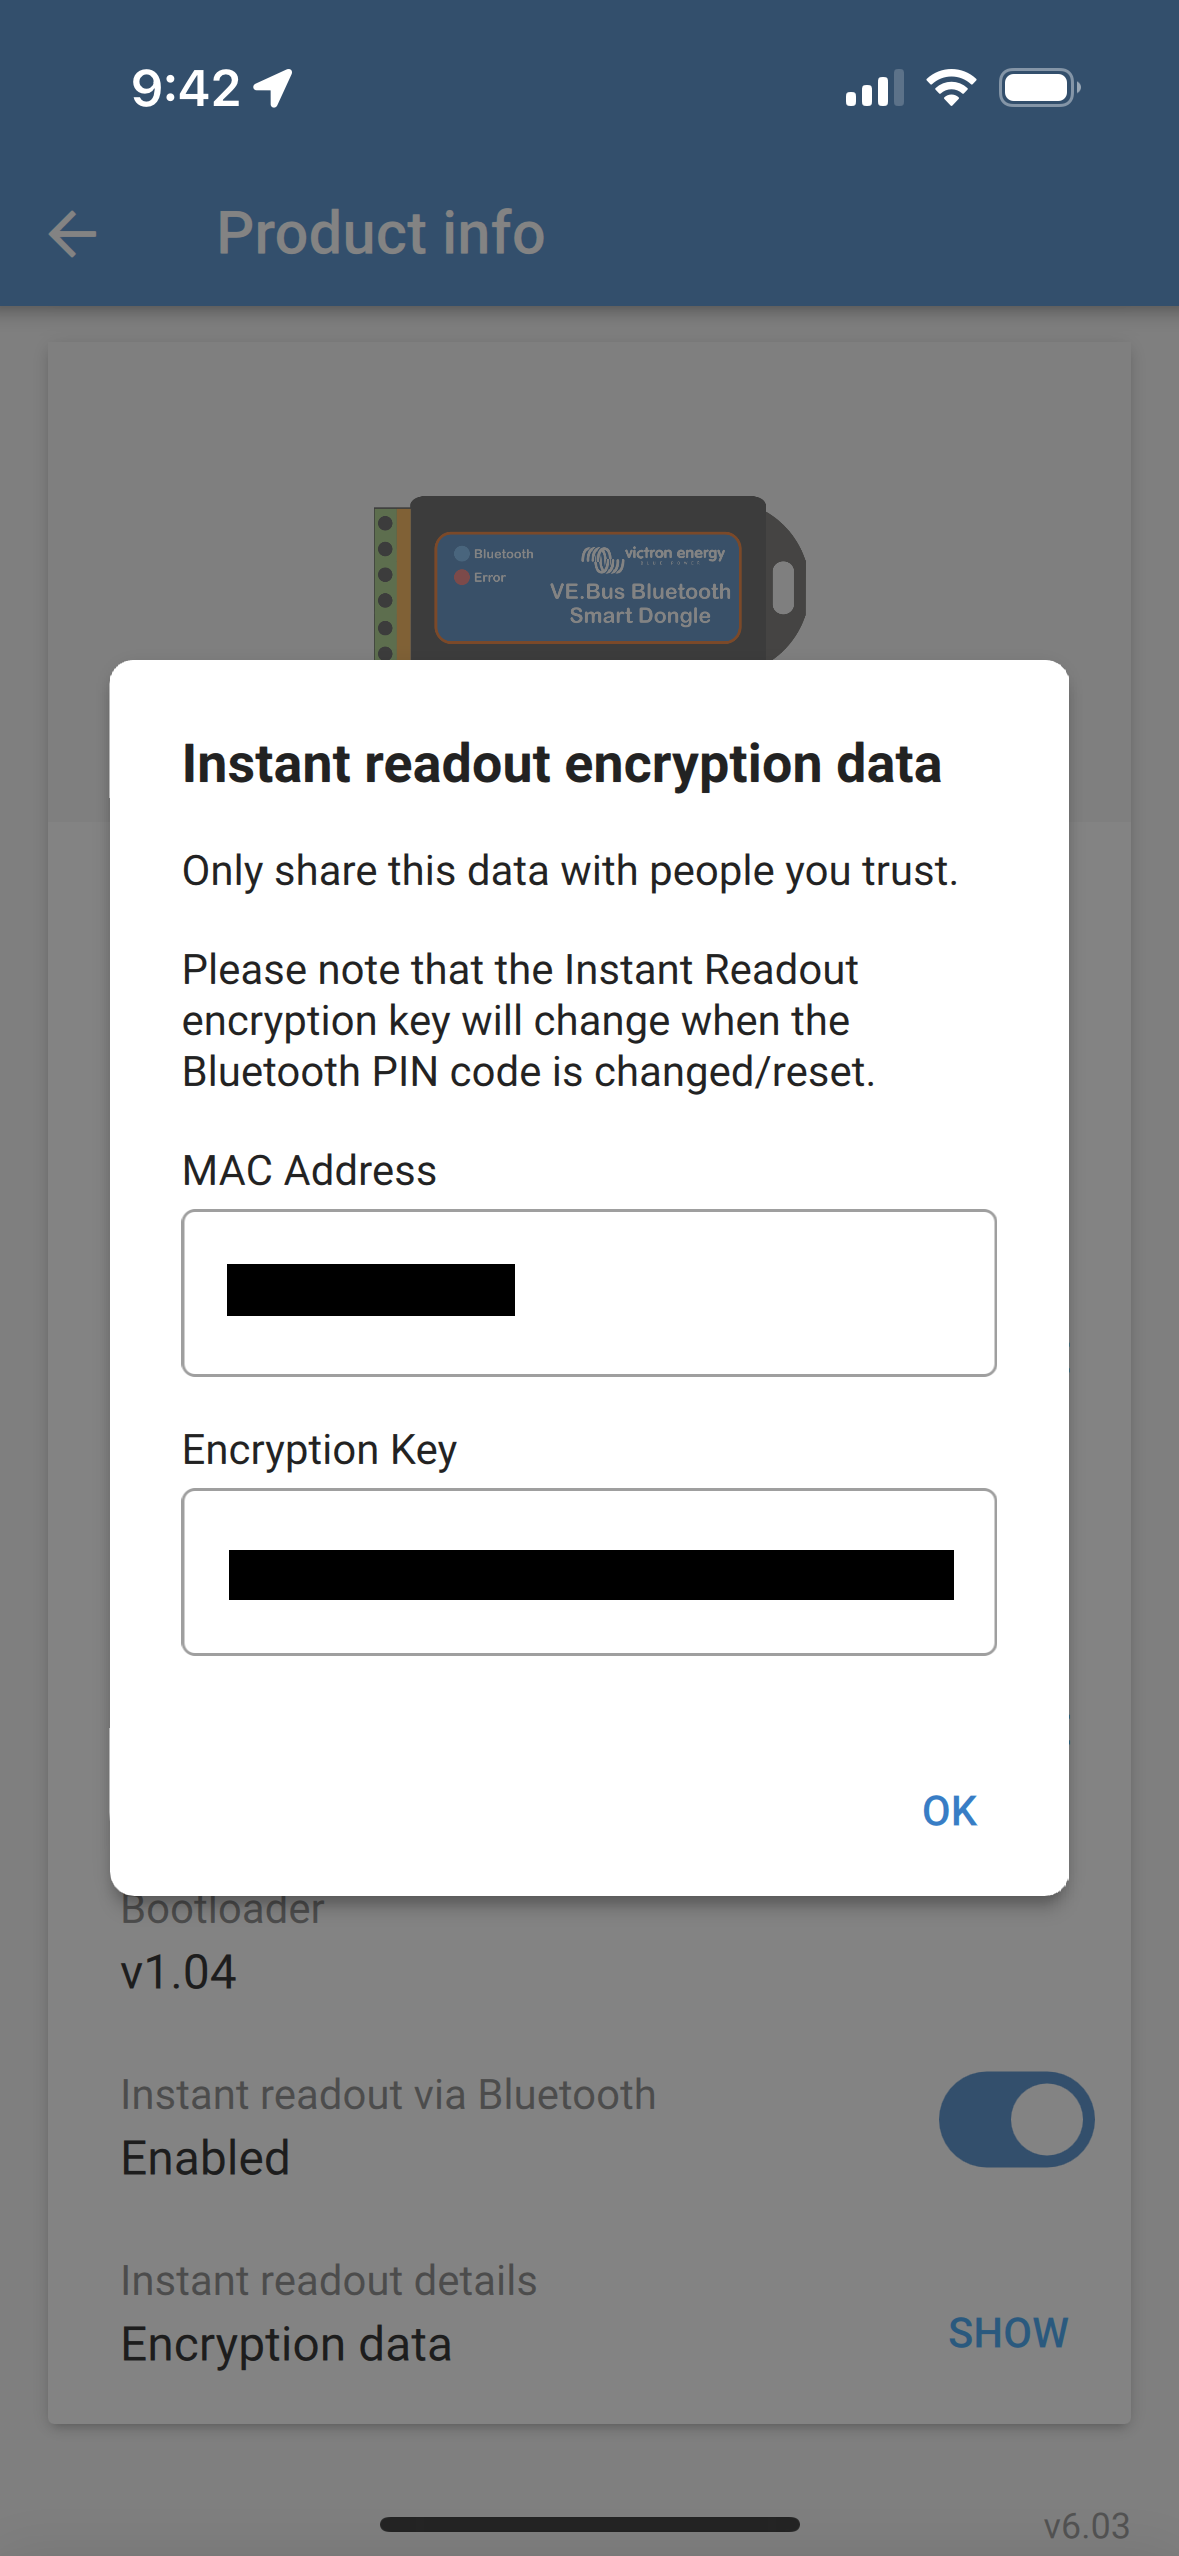 9:42
Product info
Bluetooth
Error
victron energy
BLUE POWER
VE.Bus Bluetooth
Smart Dongle
Instant readout encryption data
Only share this data with people you trust.
Please note that the Instant Readout
encryption key will change when the
Bluetooth PIN code is changed/reset.
MAC Address
Encryption Key
OK
Bootloader
v1.04
Instant readout via Bluetooth
Enabled
Instant readout details
Encryption data
SHOW
v6.03